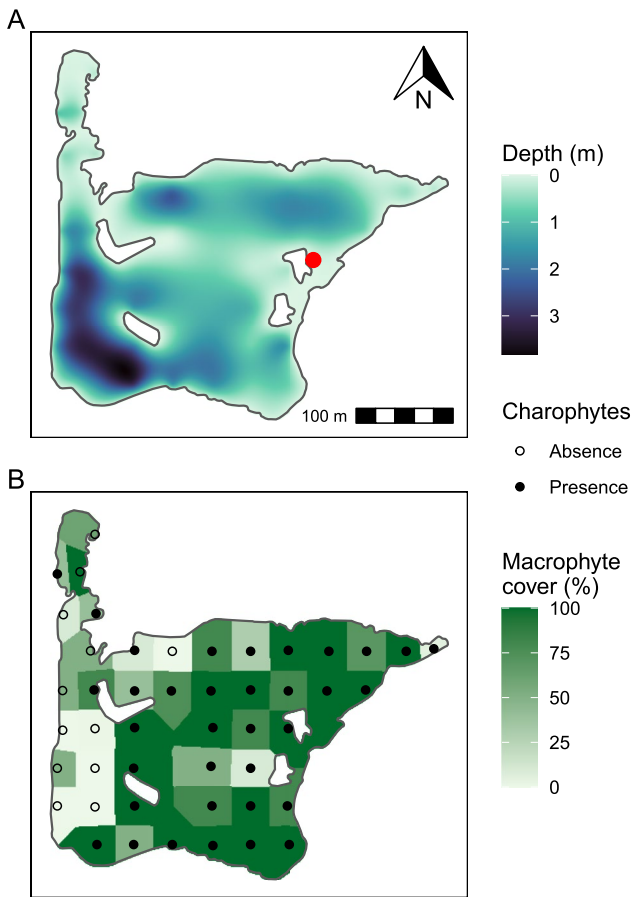 A
N
100 m
Depth (m)
0
1
2
3
Charophytes
Absence
Presence
B
Macrophyte
cover (%)
100
75
50
25
0